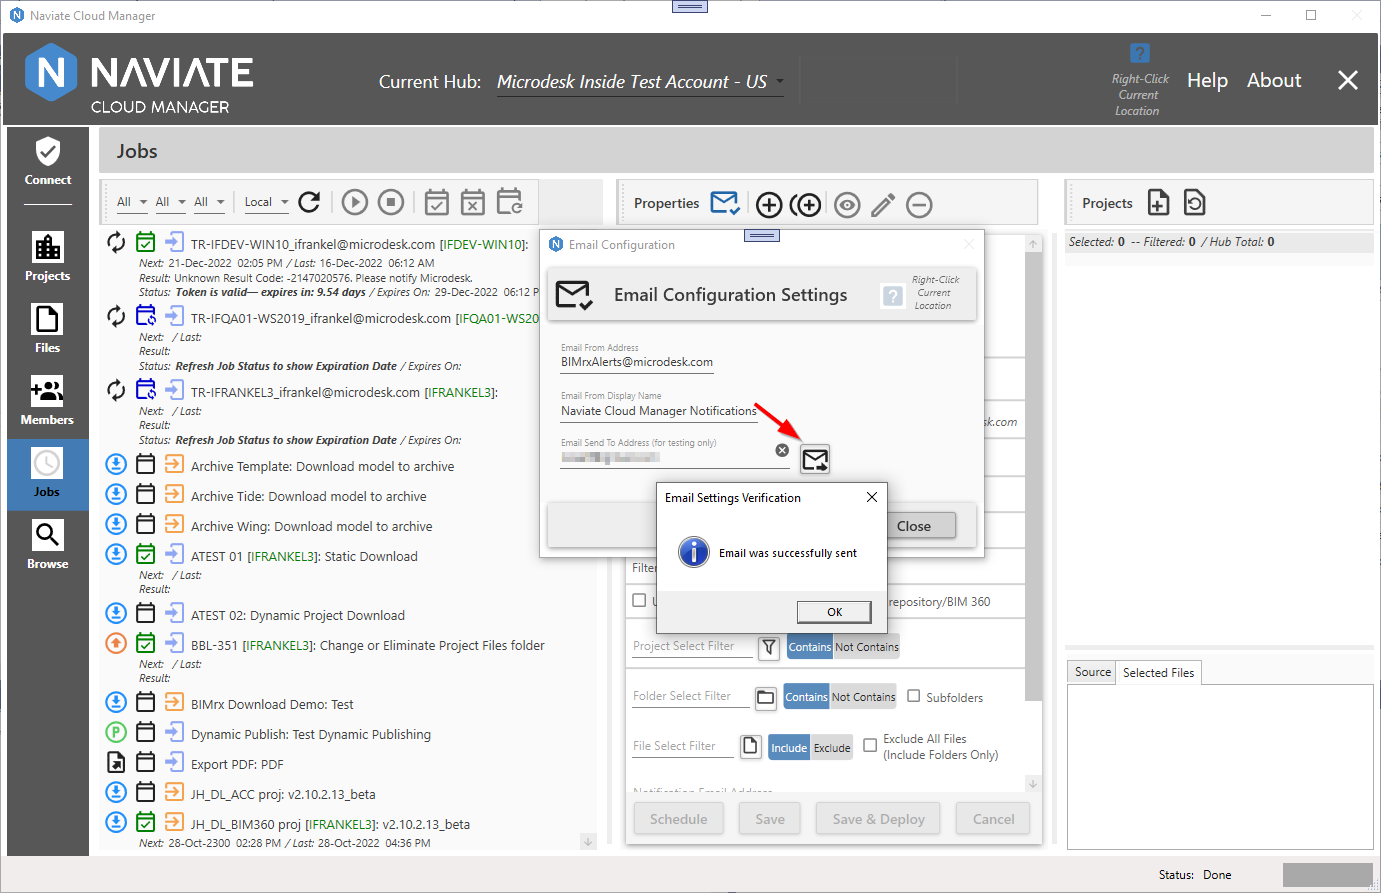 Naviate Cloud Manager
NAVIATE
CLOUD MANAGER
Current Hub: Microdesk Inside Test Account - US
Right-Click
Current
Location
Help
About
Jobs
Connect
Projects
Files
Members
Jobs
Browse
All All All Local
Properties
Projects
Selected: 0 -- Filtered: 0 / Hub Total: 0
TR-IFDEV-WIN10_ifrankel@microdesk.com [IFDEV-WIN10]:
Next: 21-Dec-2022 02:05 PM / Last: 16-Dec-2022 06:12 AM
Result: Unknown Result Code: -2147020576. Please notify Microdesk.
Status: Token is valid— expires in: 9.54 days / Expires On: 29-Dec-2022 06:12 P
TR-IFQA01-WS2019_ifrankel@microdesk.com [IFQA01-WS20
Next: / Last:
Result:
Status: Refresh Job Status to show Expiration Date / Expires On:
TR-IFRANKEL3_ifrankel@microdesk.com [IFRANKEL3]:
Next: / Last:
Result:
Status: Refresh Job Status to show Expiration Date / Expires On:
Archive Template: Download model to archive
Archive Tide: Download model to archive
Archive Wing: Download model to archive
ATEST 01 [IFRANKEL3]: Static Download
Next: / Last:
Result:
ATEST 02: Dynamic Project Download
BBL-351 [IFRANKEL3]: Change or Eliminate Project Files folder
Next: / Last:
Result:
BIMrx Download Demo: Test
Dynamic Publish: Test Dynamic Publishing
Export PDF: PDF
JH_DL_ACC proj: v2.10.2.13_beta
JH_DL_BIM360 proj [IFRANKEL3]: v2.10.2.13_beta
Next: 28-Oct-2300 02:28 PM / Last: 28-Oct-2022 04:36 PM
Email Configuration
Email Configuration Settings
Right-Click
Current
Location
Email From Address
BIMrxAlerts@microdesk.com
Email From Display Name
Naviate Cloud Manager Notifications
Email Send To Address (for testing only)
Close
Email Settings Verification
Email was successfully sent
OK
sk.com
Filter
repository/BIM 360
Project Select Filter
Contains Not Contains
Folder Select Filter
Contains Not Contains
Subfolders
File Select Filter
Include Exclude
Exclude All Files
(Include Folders Only)
Notification Email Address
Schedule
Save
Save & Deploy
Cancel
Source
Selected Files
Status: Done